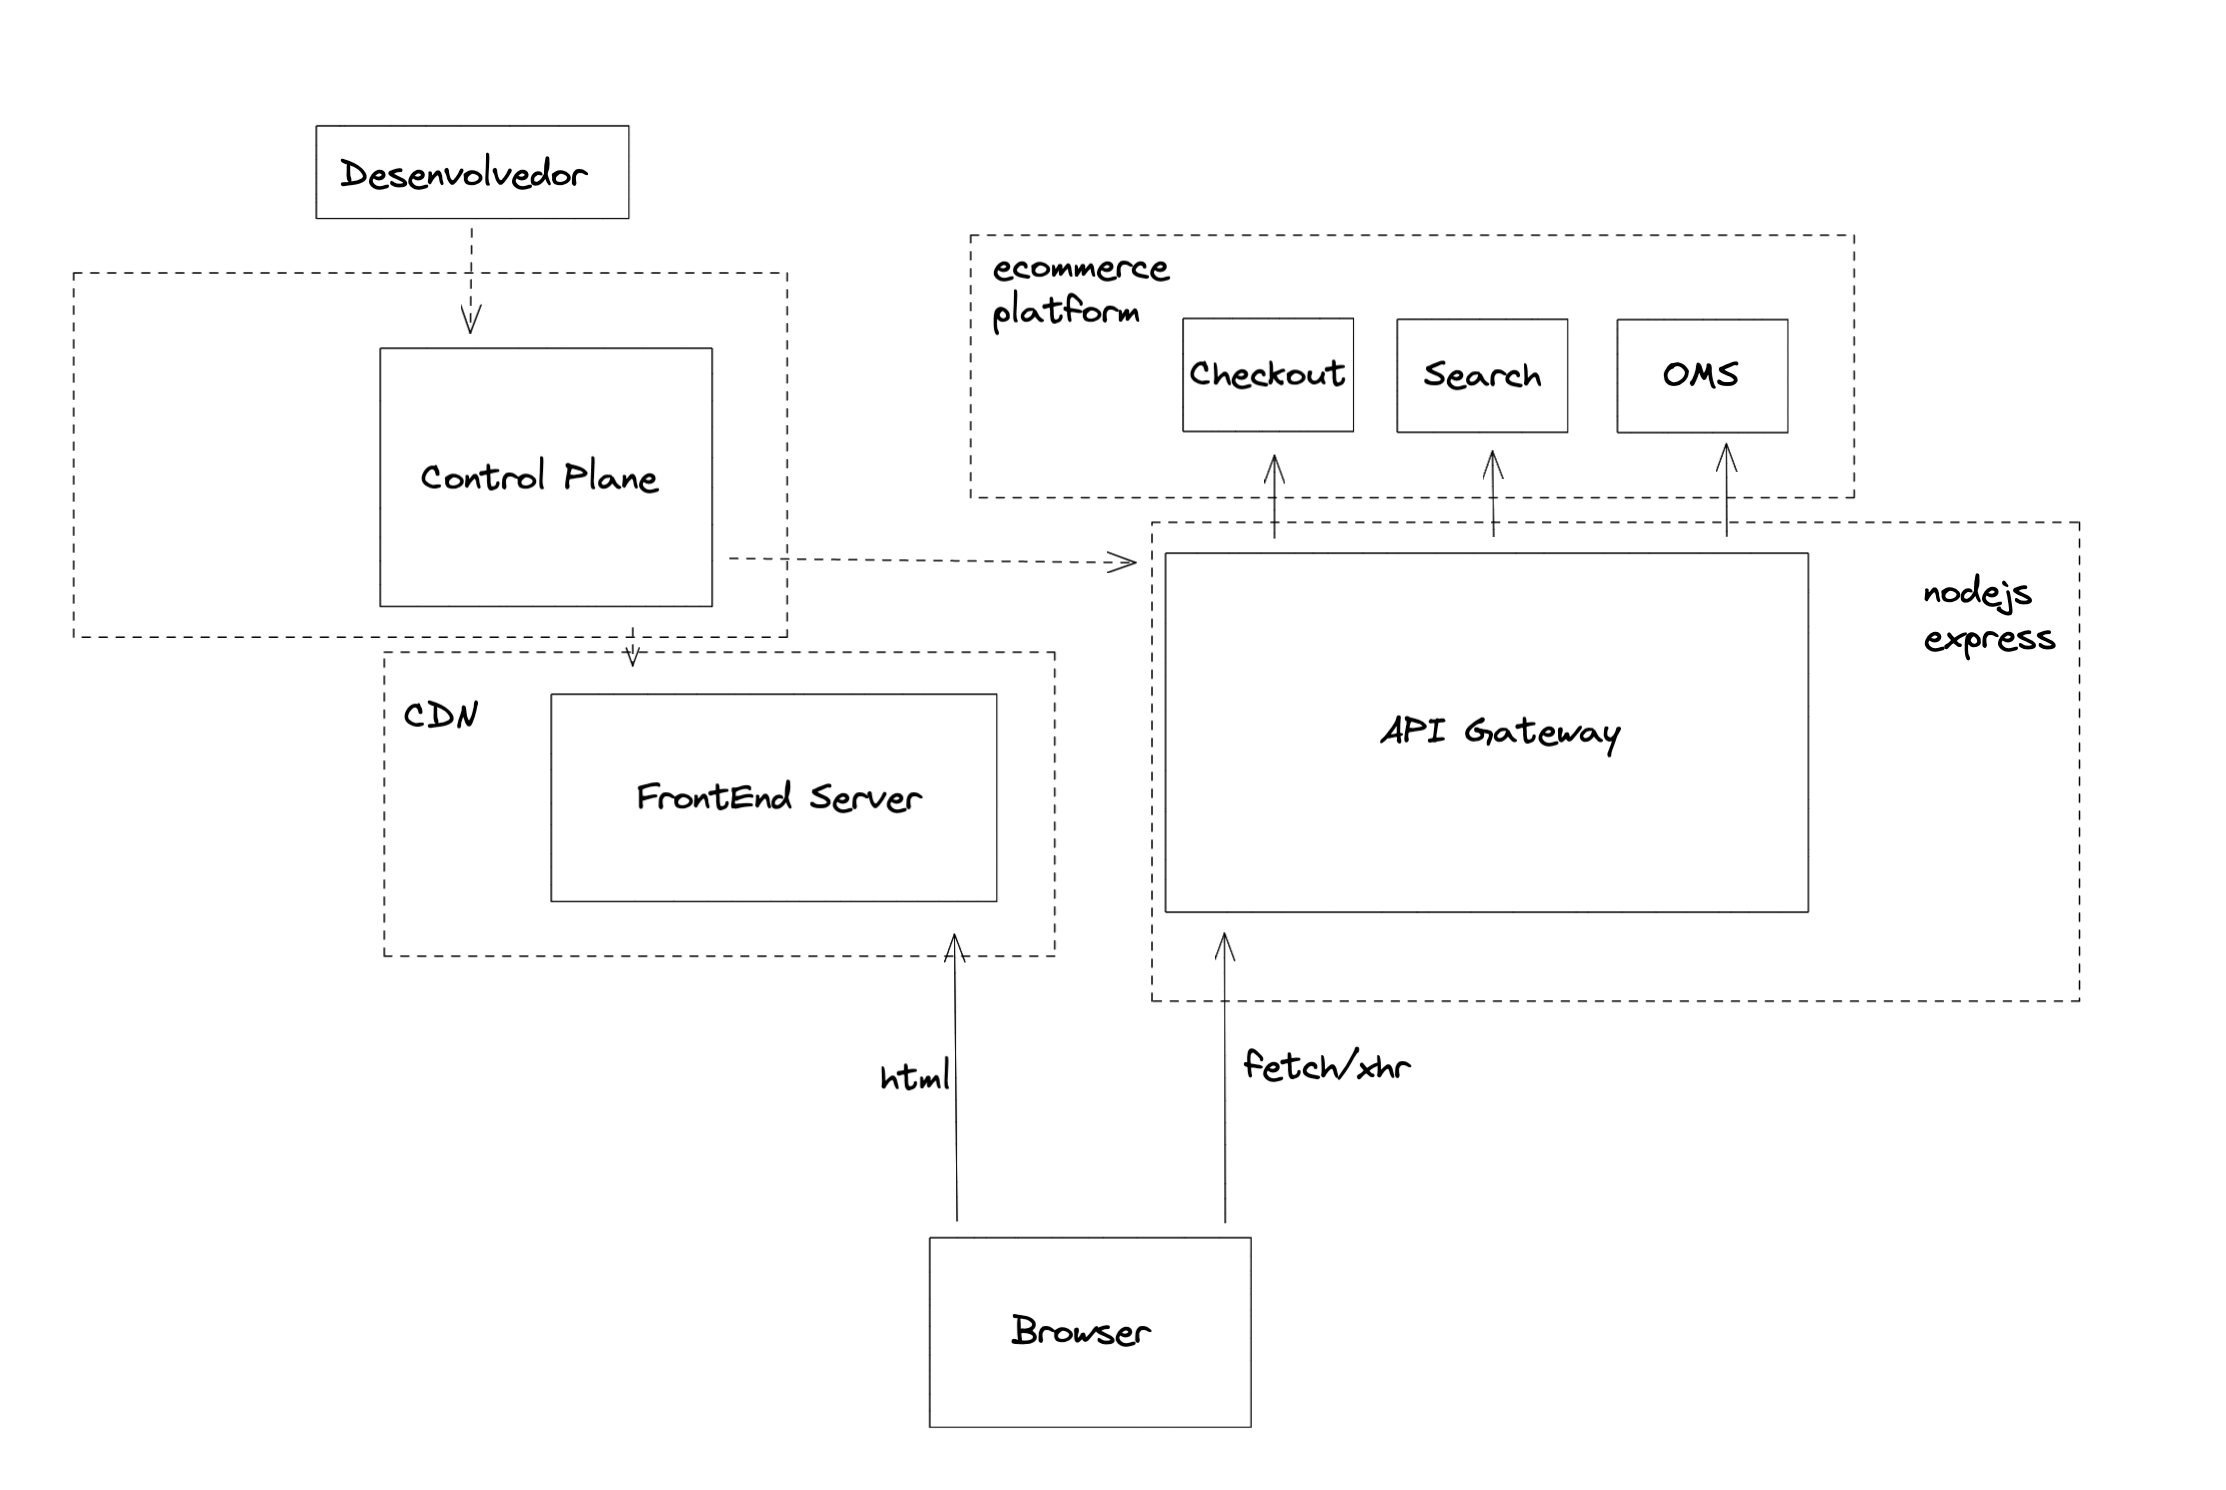 Desenvolvedor
ecommerce
platform
Checkout
Search
OMS
Control Plane
nodejs
express
CDN
API Gateway
FrontEnd Server
html
fetch/xhr
Browser